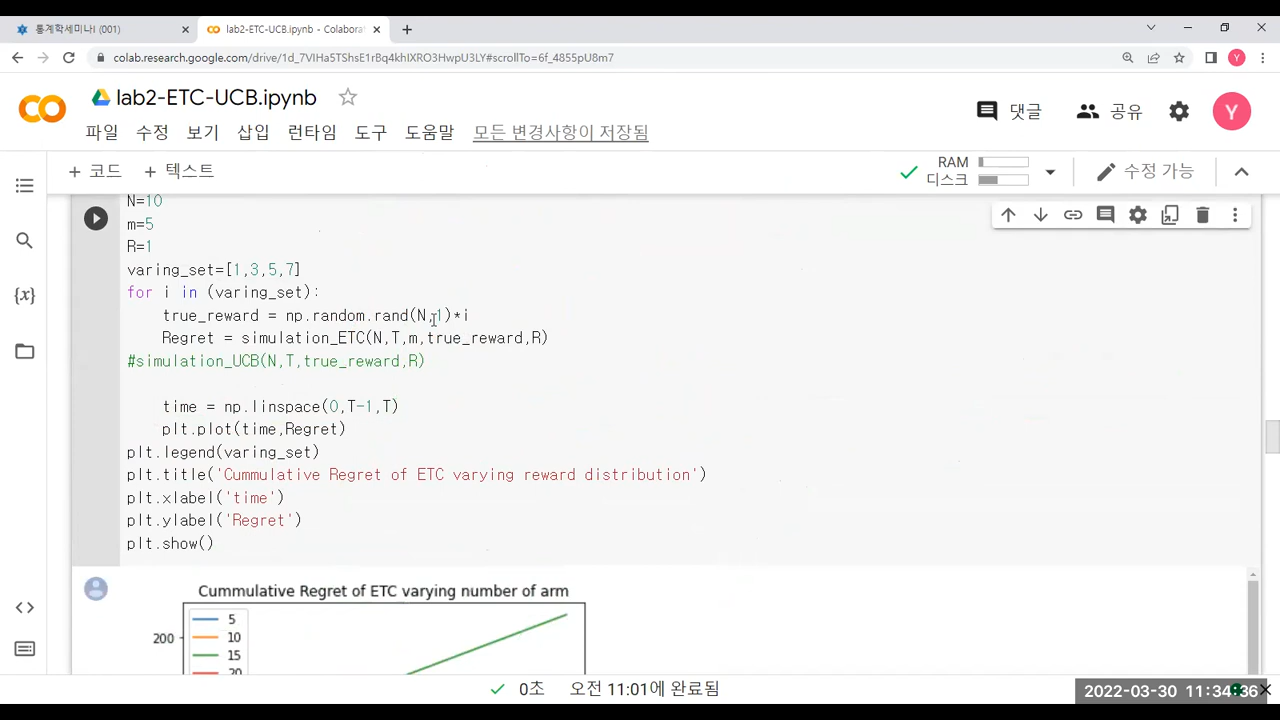 통계학세미나I (001)
lab2-ETC-UCB.ipynb - Colaborat
colab.research.google.com/drive/1d_7VIHa5TShsE1rBq4khIXRO3HwpU3LY#scrollTo=6f_4855pU8m7
Y
lab2-ETC-UCB.ipynb
댓글
공유
Y
파일 수정 보기 삽입 런타임 도구 도움말 모든 변경사항이 저장됨
+ 코드 + 텍스트
RAM
디스크
수정 가능
N=10
m=5
R=1
varing_set=[1,3,5,7]
for i in (varing_set):
true_reward = np.random.rand(N,1)*i
Regret = simulation_ETC(N,T,m,true_reward,R)
#simulation_UCB(N,T,true_reward,R)
time = np.linspace(0,T-1,T)
plt.plot(time,Regret)
plt.legend(varing_set)
plt.title('Cummulative Regret of ETC varying reward distribution')
plt.xlabel('time')
plt.ylabel('Regret')
plt.show()
Cummulative Regret of ETC varying number of arm
5
200
10
15
20
0초 오전 11:01에 완료됨
2022-03-30 11:34:36